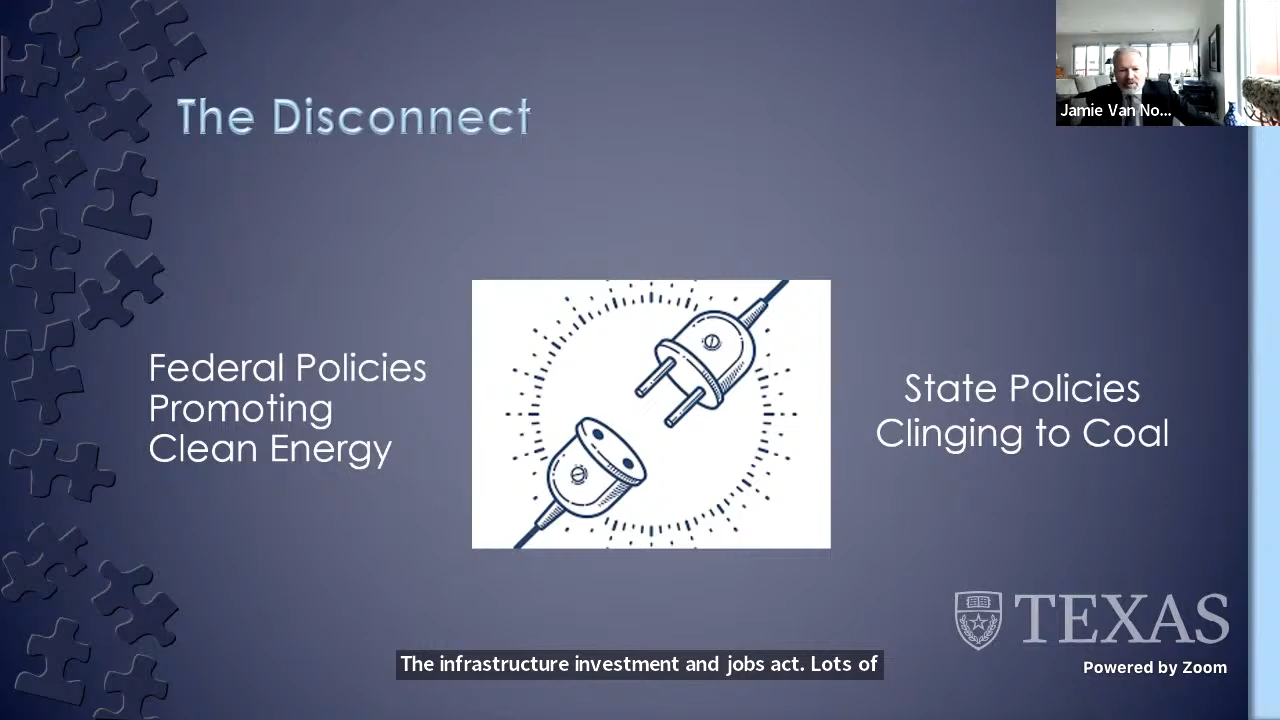 The Disconnect
Jamie Van No...
Federal Policies
Promoting
Clean Energy
State Policies
Clinging to Coal
TEXAS
The infrastructure investment and jobs act. Lots of
Powered by Zoom